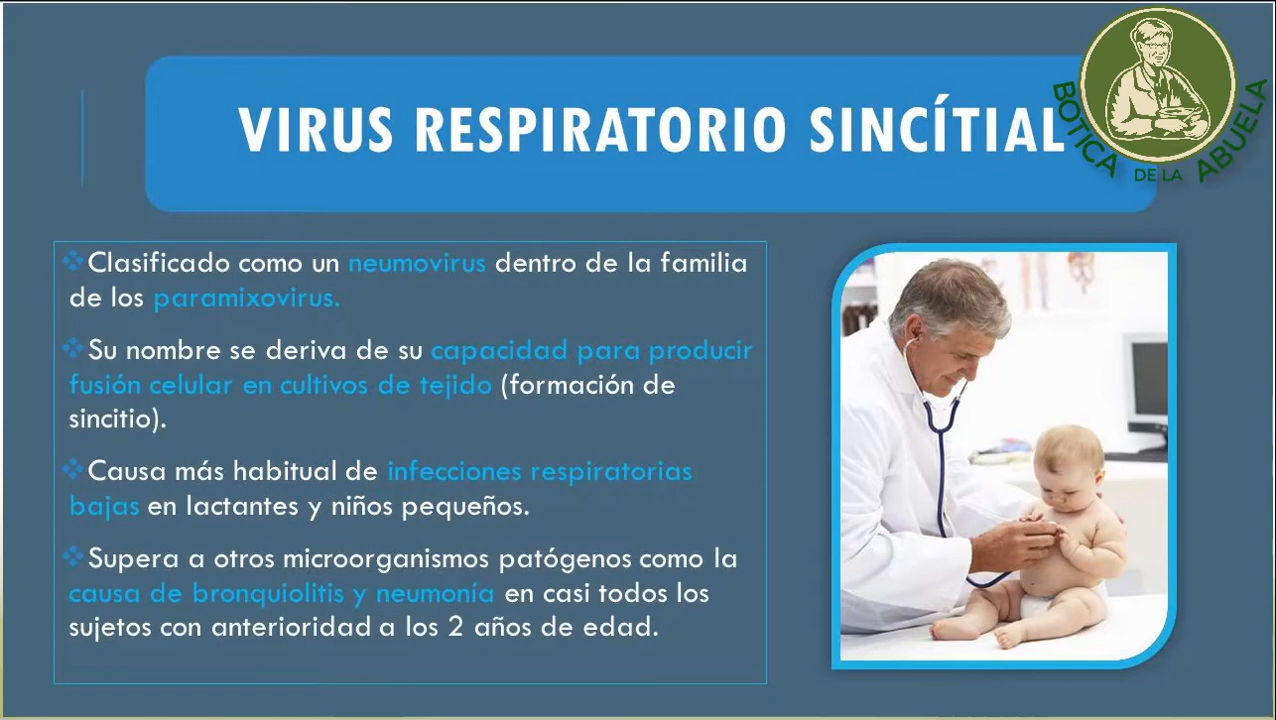 VIRUS RESPIRATORIO SINCÍTIAL
BOTICA
DE LA
ABUELA
Clasificado como un neumovirus dentro de la familia
de los paramixovirus.
Su nombre se deriva de su capacidad para producir
fusión celular en cultivos de tejido (formación de
sincitio).
Causa más habitual de infecciones respiratorias
bajas en lactantes y niños pequeños.
Supera a otros microorganismos patógenos como la
causa de bronquiolitis y neumonía en casi todos los
sujetos con anterioridad a los 2 años de edad.